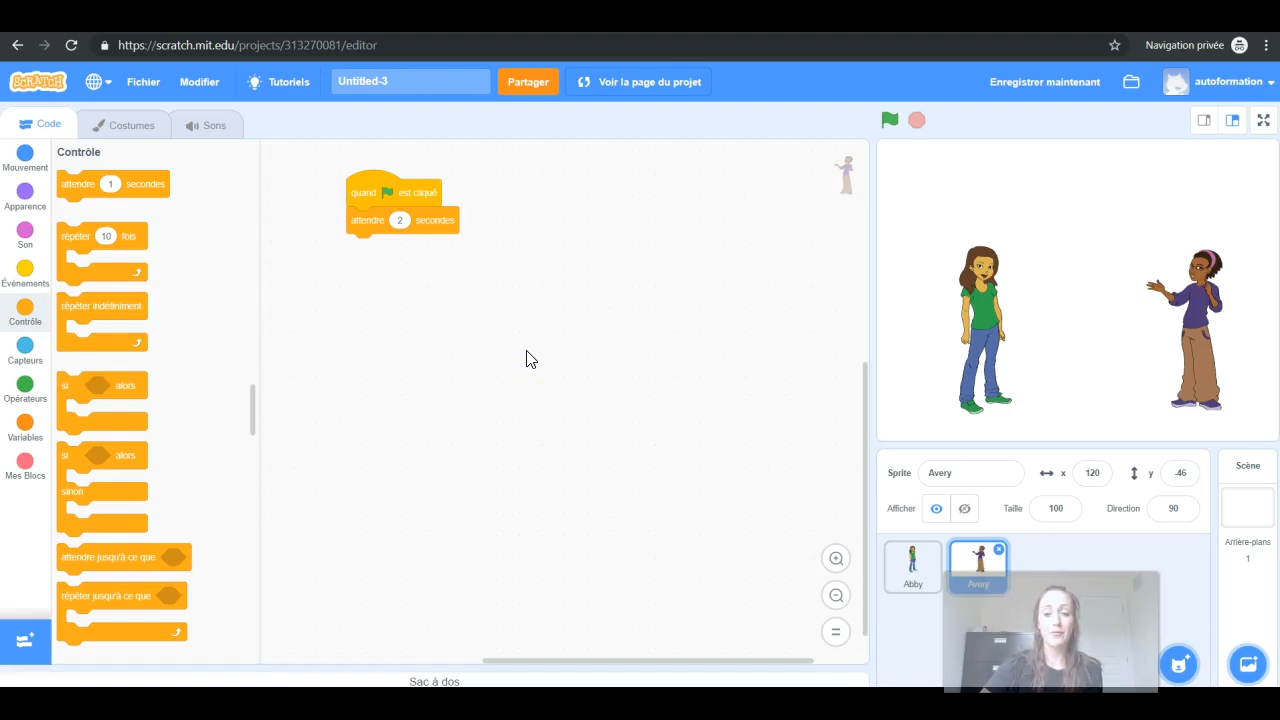 https://scratch.mit.edu/projects/313270081/editor
Navigation privée
SCRATCH
Fichier
Modifier
Tutoriels
Untitled-3
Partager
Voir la page du projet
Enregistrer maintenant
autoformation
Code
Costumes
Sons
Mouvement
Apparence
Son
Événements
Contrôle
Capteurs
Opérateurs
Variables
Mes Blocs
Contrôle
attendre 1 secondes
répéter 10 fois
répéter indéfiniment
si alors
si alors
sinon
attendre jusqu'à ce que
répéter jusqu'à ce que
quand est cliqué
attendre 2 secondes
Sac à dos
Sprite
Avery
x 120
y -46
Afficher
Taille 100
Direction 90
Abby
Avery
Scène
Arrière-plans
1